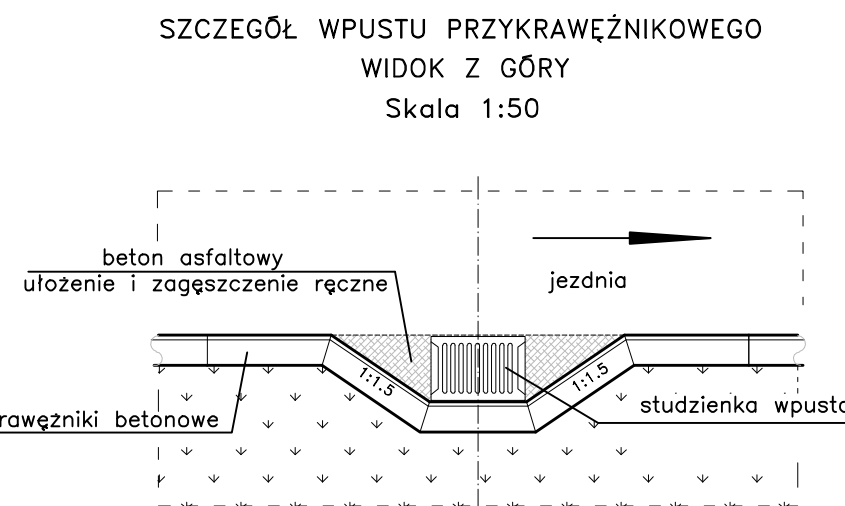 SZCZEGÓŁ WPUSTU PRZYKRAWĘŻNIKOWEGO
WIDOK Z GÓRY
Skala 1:50
beton asfaltowy
ułożenie i zagęszczenie ręczne
jezdnia
1:1.5
1:1.5
rawężniki betonowe
studzienka wpusto